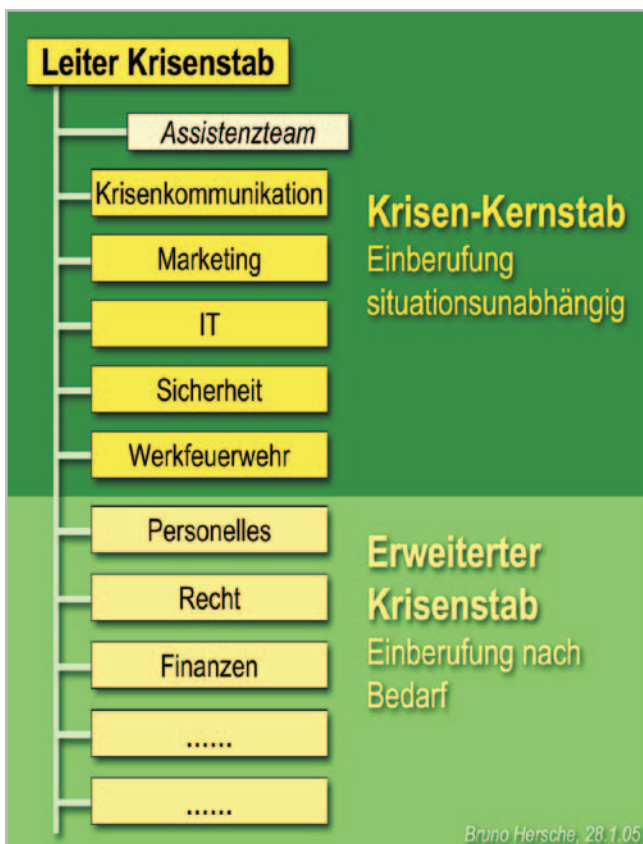 Leiter Krisenstab
Assistenzteam
Krisenkommunikation
Marketing
IT
Sicherheit
Werkfeuerwehr
Krisen-Kernstab
Einberufung
situationsunabhängig
Personelles
Recht
Finanzen
......
......
Erweiterter
Krisenstab
Einberufung nach
Bedarf
Bruno Hersche, 28.1.05